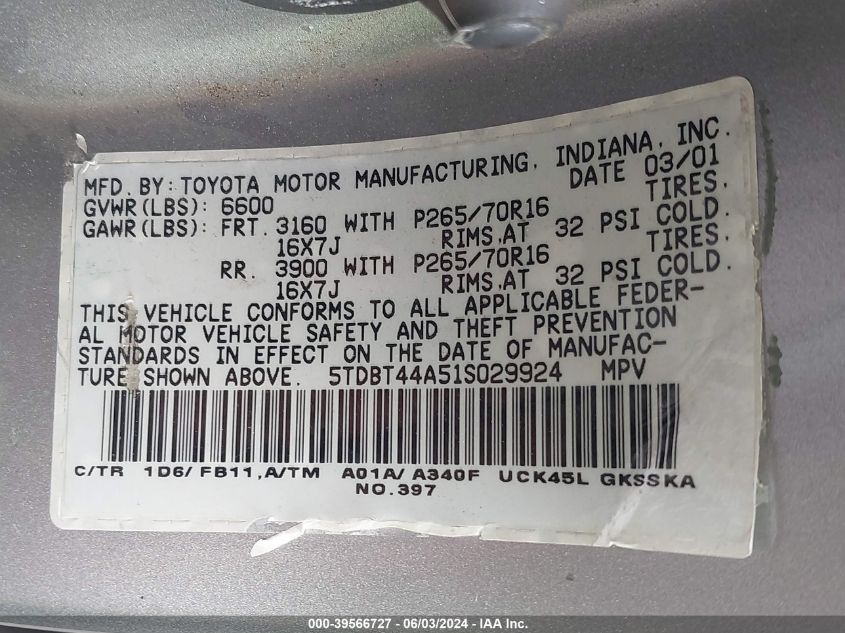 MFD. BY: TOYOTA MOTOR MANUFACTURING, INDIANA, INC.
GVWR(LBS): 6600 DATE 03/01
GAWR(LBS): FRT. 3160 WITH P265/70R16 TIRES,
16X7J RIMS,AT 32 PSI COLD.
RR. 3900 WITH P265/70R16 TIRES,
16X7J RIMS,AT 32 PSI COLD.
THIS VEHICLE CONFORMS TO ALL APPLICABLE FEDER-
AL MOTOR VEHICLE SAFETY AND THEFT PREVENTION
STANDARDS IN EFFECT ON THE DATE OF MANUFAC-
TURE SHOWN ABOVE. 5TDBT44A51S029924 MPV
C/TR 1D6/ FB11,A/TM A01A/ A340F UCK45L GKSSKA
NO.397
000-39566727 - 06/03/2024 - IAA Inc.